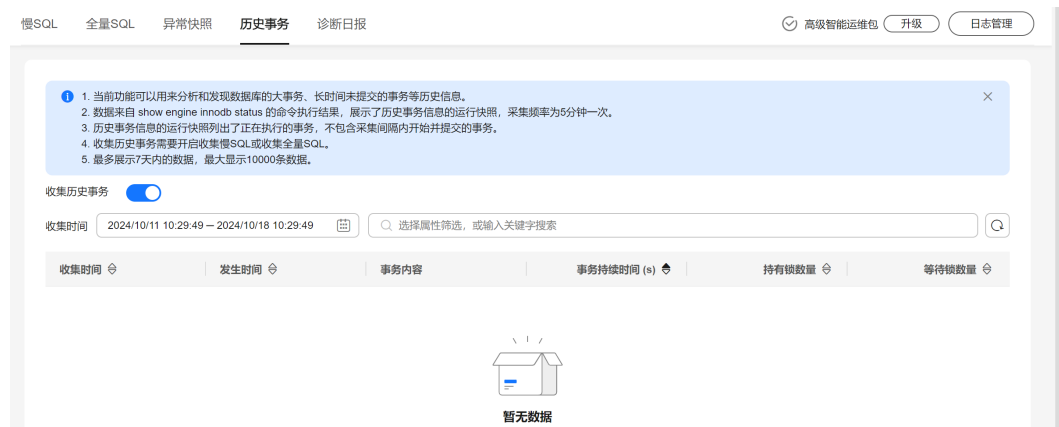 慢SQL 全量SQL 异常快照 历史事务 诊断日报 高级智能运维包 升级 日志管理
1. 当前功能可以用来分析和发现数据库的大事务、长时间未提交的事务等历史信息。
2. 数据来自 show engine innodb status 的命令执行结果，展示了历史事务信息的运行快照，采集频率为5分钟一次。
3. 历史事务信息的运行快照列出了正在执行的事务，不包含采集间隔内开始并提交的事务。
4. 收集历史事务需要开启收集慢SQL或收集全量SQL。
5. 最多展示7天内的数据，最大显示10000条数据。
收集历史事务
收集时间 2024/10/11 10:29:49 — 2024/10/18 10:29:49 选择属性筛选，或输入关键字搜索
收集时间 发生时间 事务内容 事务持续时间 (s) 持有锁数量 等待锁数量
暂无数据